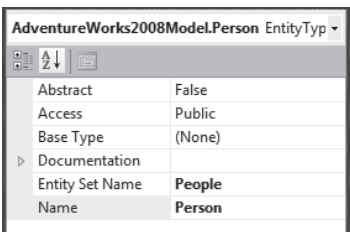 AdventureWorks2008Model.Person EntityTyp
Abstract False
Access Public
Base Type (None)
Documentation
Entity Set Name People
Name Person